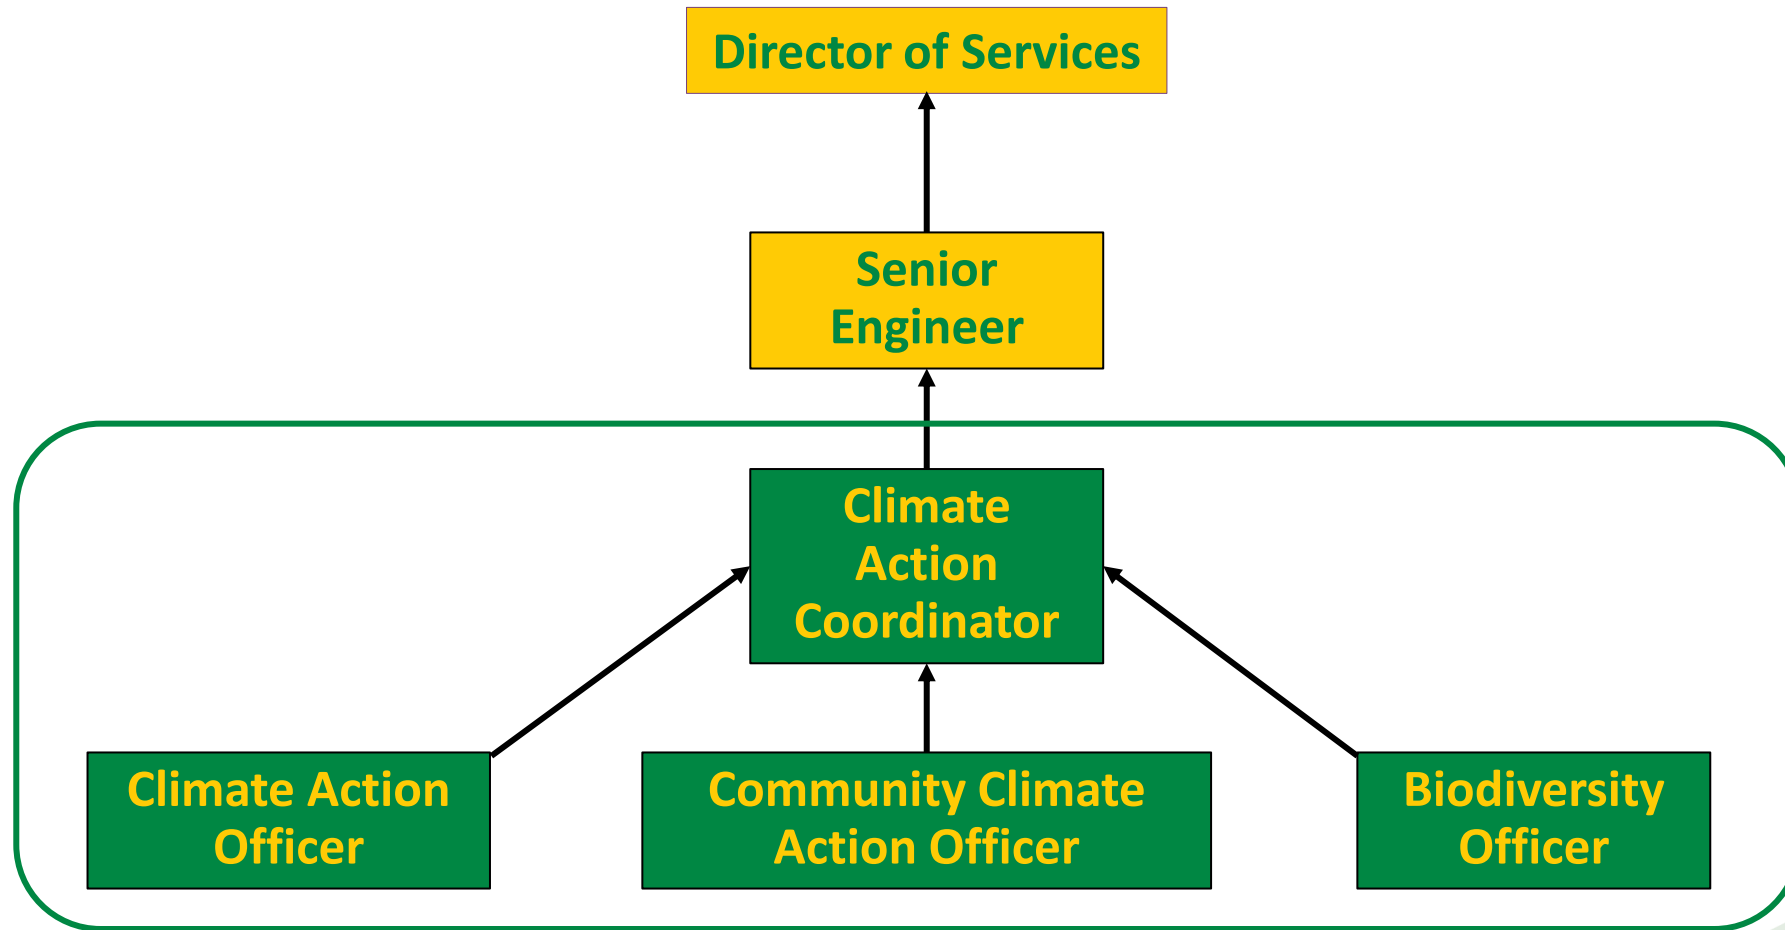 Director of Services
Senior
Engineer
Climate
Action
Coordinator
Climate Action
Officer
Community Climate
Action Officer
Biodiversity
Officer